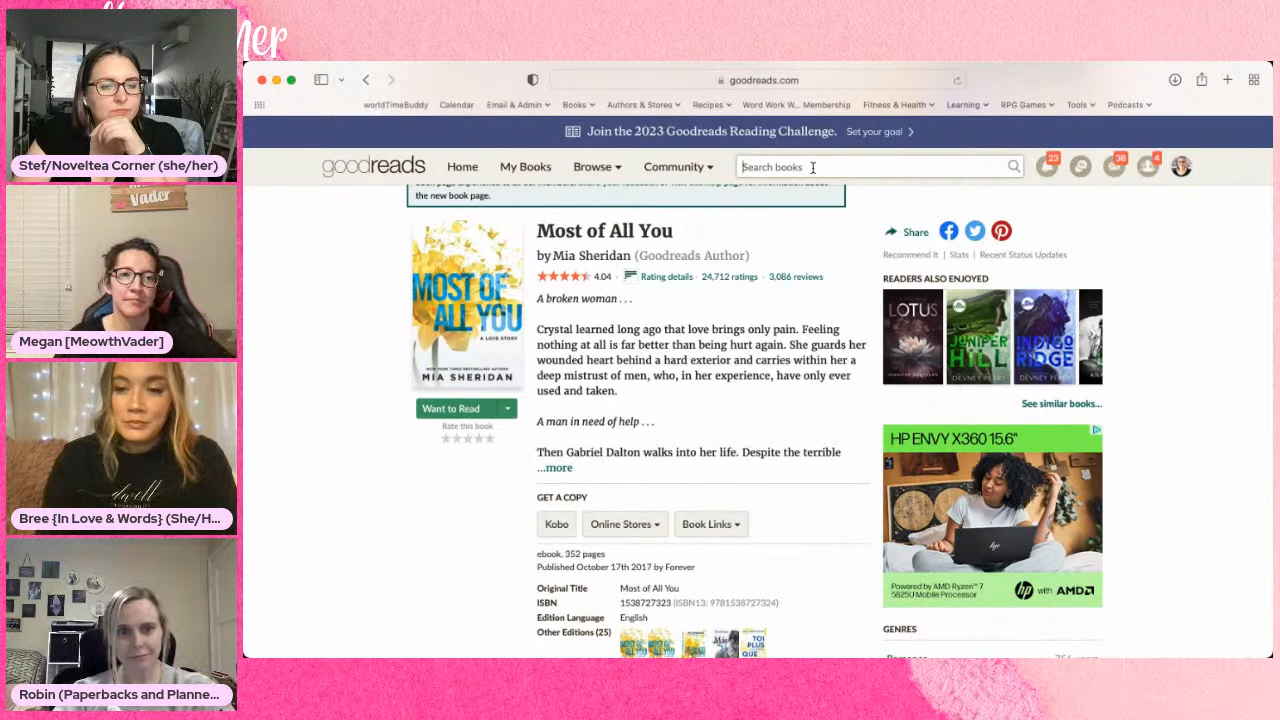 Stef/Noveltea Corner (she/her)
Vader
Megan [MeowthVader]
Bree {In Love & Words} (She/H...
Robin (Paperbacks and Planne...
goodreads.com
worldTimeBuddy Calendar Email & Admin Books Authors & Stores Recipes Word Work W... Membership Fitness & Health Learning RPG Games Tools Podcasts
Join the 2023 Goodreads Reading Challenge. Set your goal
goodreads Home My Books Browse Community Search books 23 38 4
the new book page.
Most of All You
by Mia Sheridan (Goodreads Author)
4.04 · Rating details · 24,712 ratings · 3,086 reviews
A broken woman . . .
Crystal learned long ago that love brings only pain. Feeling
nothing at all is far better than being hurt again. She guards her
wounded heart behind a hard exterior and carries within her a
deep mistrust of men, who, in her experience, have only ever
used and taken.
A man in need of help . . .
Then Gabriel Dalton walks into her life. Despite the terrible
...more
MOST OF
ALL YOU
A LOVE STORY
MIA SHERIDAN
Want to Read
Rate this book
GET A COPY
Kobo Online Stores Book Links
ebook, 352 pages
Published October 17th 2017 by Forever
Original Title Most of All You
ISBN 1538727323 (ISBN13: 9781538727324)
Edition Language English
Other Editions (25)
Share
Recommend It | Stats | Recent Status Updates
READERS ALSO ENJOYED
LOTUS
JUNIPER
HILL
DEVNEY PERRY
INDIGO
RIDGE
DEVNEY PERRY
See similar books...
HP ENVY X360 15.6"
Powered by AMD Ryzen™ 7
5825U Mobile Processor
hp with AMD
GENRES